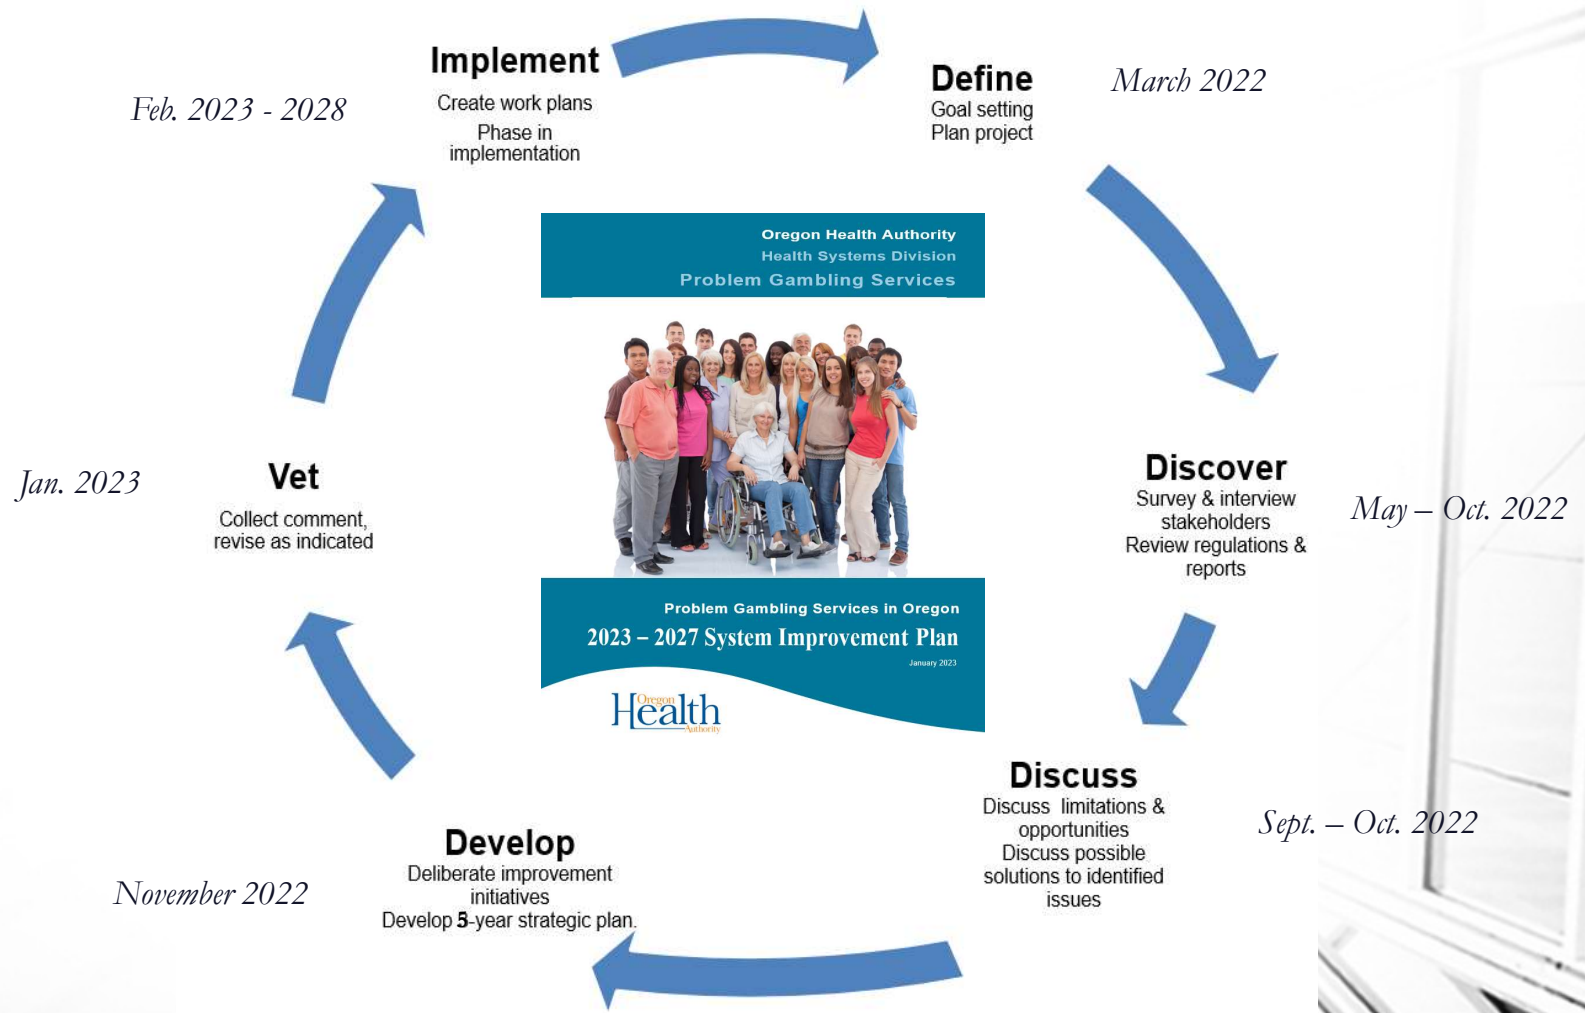 Implement
Create work plans
Phase in
implementation
Feb. 2023 - 2028
Define
Goal setting
Plan project
March 2022
Discover
Survey & interview
stakeholders
Review regulations &
reports
May – Oct. 2022
Discuss
Discuss limitations &
opportunities
Discuss possible
solutions to identified
issues
Sept. – Oct. 2022
Develop
Deliberate improvement
initiatives
Develop 5-year strategic plan.
November 2022
Vet
Collect comment,
revise as indicated
Jan. 2023
Oregon Health Authority
Health Systems Division
Problem Gambling Services
Problem Gambling Services in Oregon
2023 – 2027 System Improvement Plan
January 2023
Oregon
Health
Authority